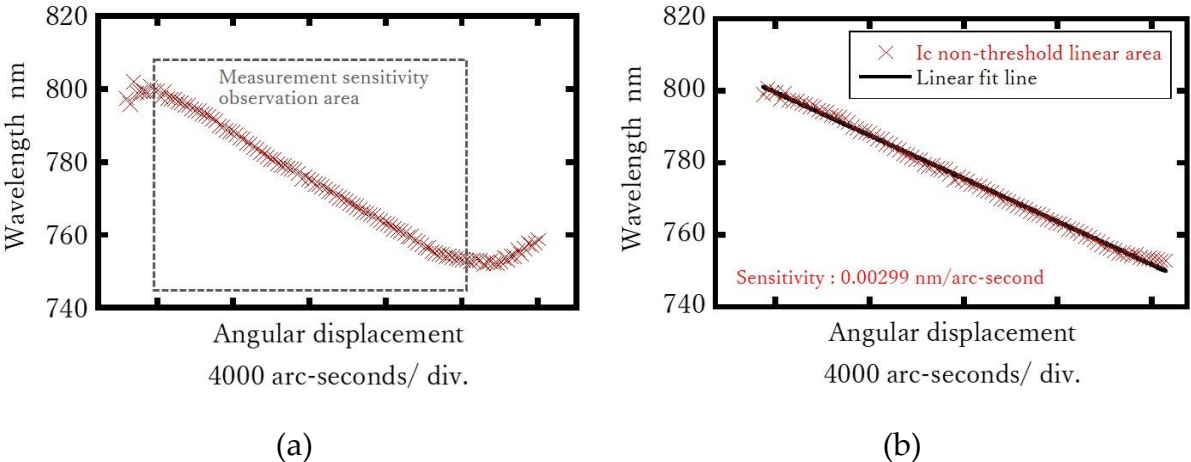 820
800
780
760
740
Wavelength nm
Measurement sensitivity
observation area
Angular displacement
4000 arc-seconds/ div.
(a)
820
800
780
760
740
Wavelength nm
Ic non-threshold linear area
Linear fit line
Sensitivity : 0.00299 nm/arc-second
Angular displacement
4000 arc-seconds/ div.
(b)